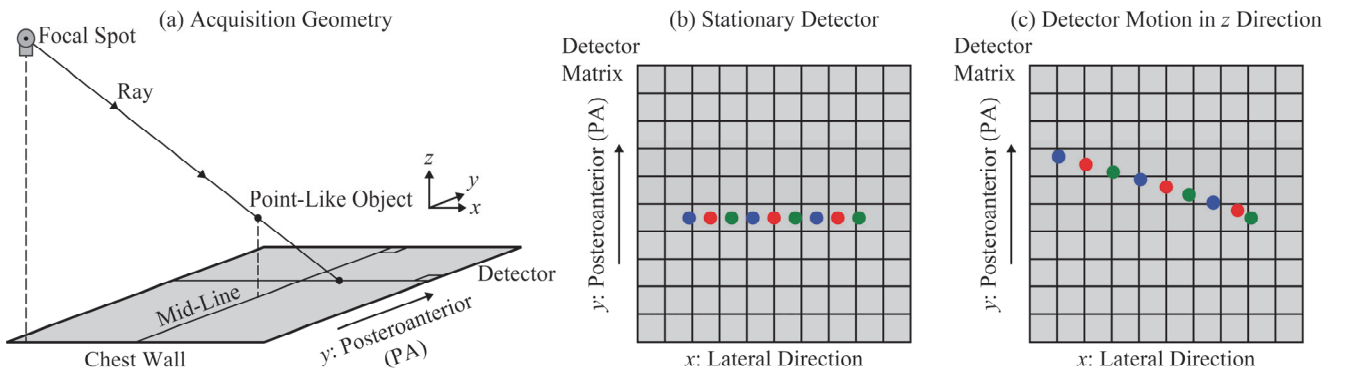 (a) Acquisition Geometry
Focal Spot
Ray
Point-Like Object
z
y
x
Detector
Mid-Line
y: Posteroanterior
(PA)
Chest Wall
(b) Stationary Detector
Detector
Matrix
y: Posteroanterior (PA)
x: Lateral Direction
(c) Detector Motion in z Direction
Detector
Matrix
y: Posteroanterior (PA)
x: Lateral Direction